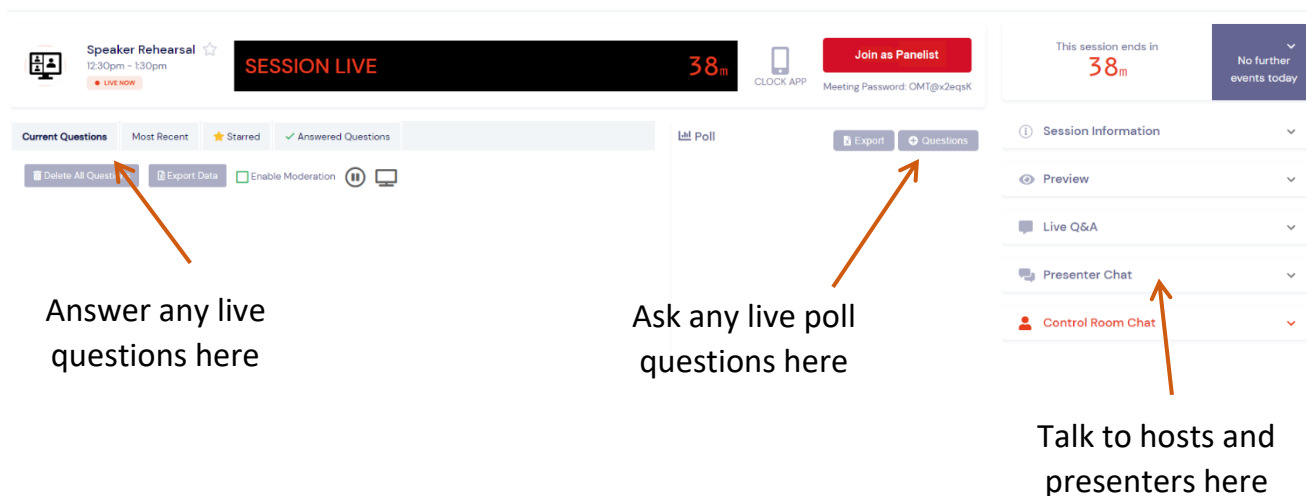 Speaker Rehearsal
12:30pm - 1:30pm
LIVE NOW
SESSION LIVE
38m
CLOCK APP
Join as Panelist
Meeting Password: OMT@x2eqsK
This session ends in
38m
No further
events today
Current Questions
Most Recent
Starred
Answered Questions
Poll
Export
Questions
Delete All
Export Data
Enable Moderation
Session Information
Preview
Live Q&A
Presenter Chat
Control Room Chat
Answer any live
questions here
Ask any live poll
questions here
Talk to hosts and
presenters here